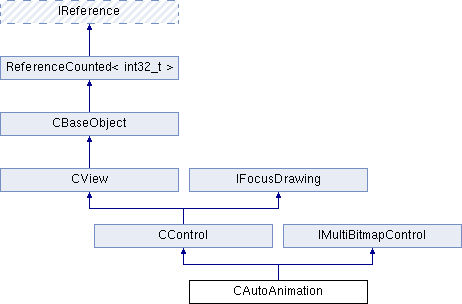 IReference
ReferenceCounted< int32_t >
CBaseObject
CView
IFocusDrawing
CControl
IMultiBitmapControl
CAutoAnimation